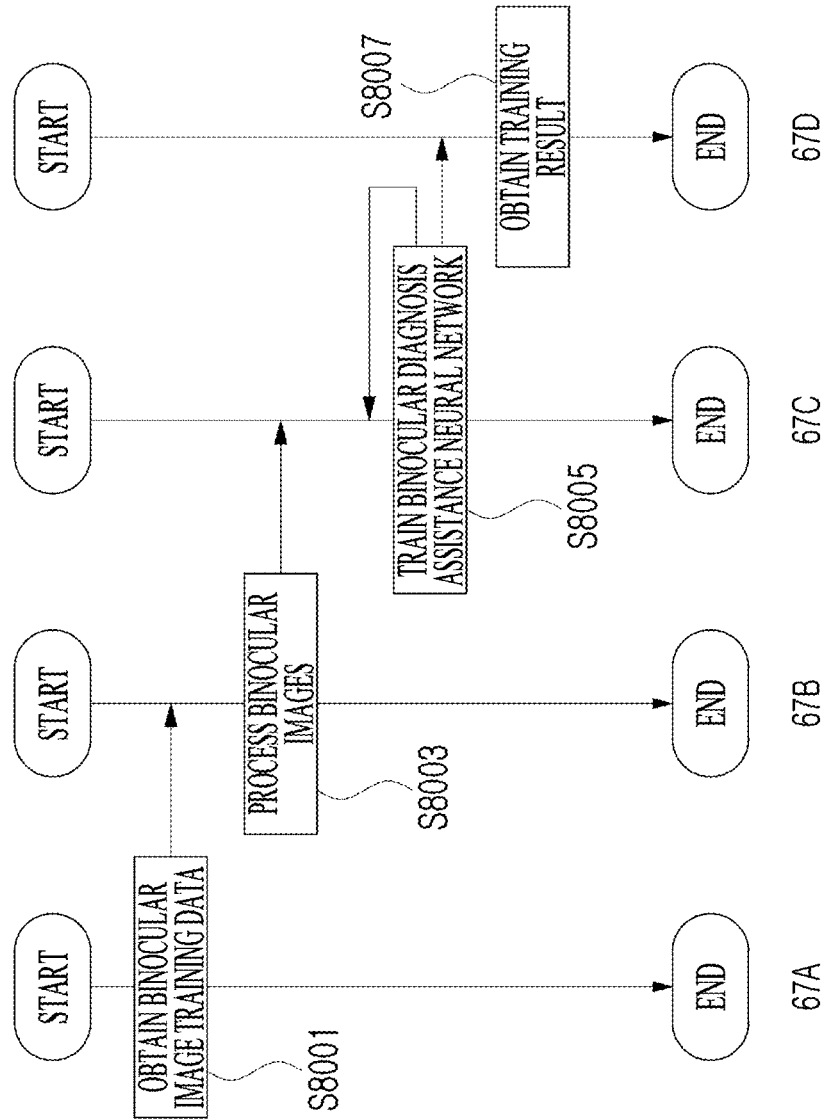 START
START
START
START
OBTAIN BINOCULAR
IMAGE TRAINING DATA
S8001
PROCESS BINOCULAR
IMAGES
S8003
TRAIN BINOCULAR DIAGNOSIS
ASSISTANCE NEURAL NETWORK
S8005
OBTAIN TRAINING
RESULT
S8007
END
END
END
END
67A
67B
67C
67D